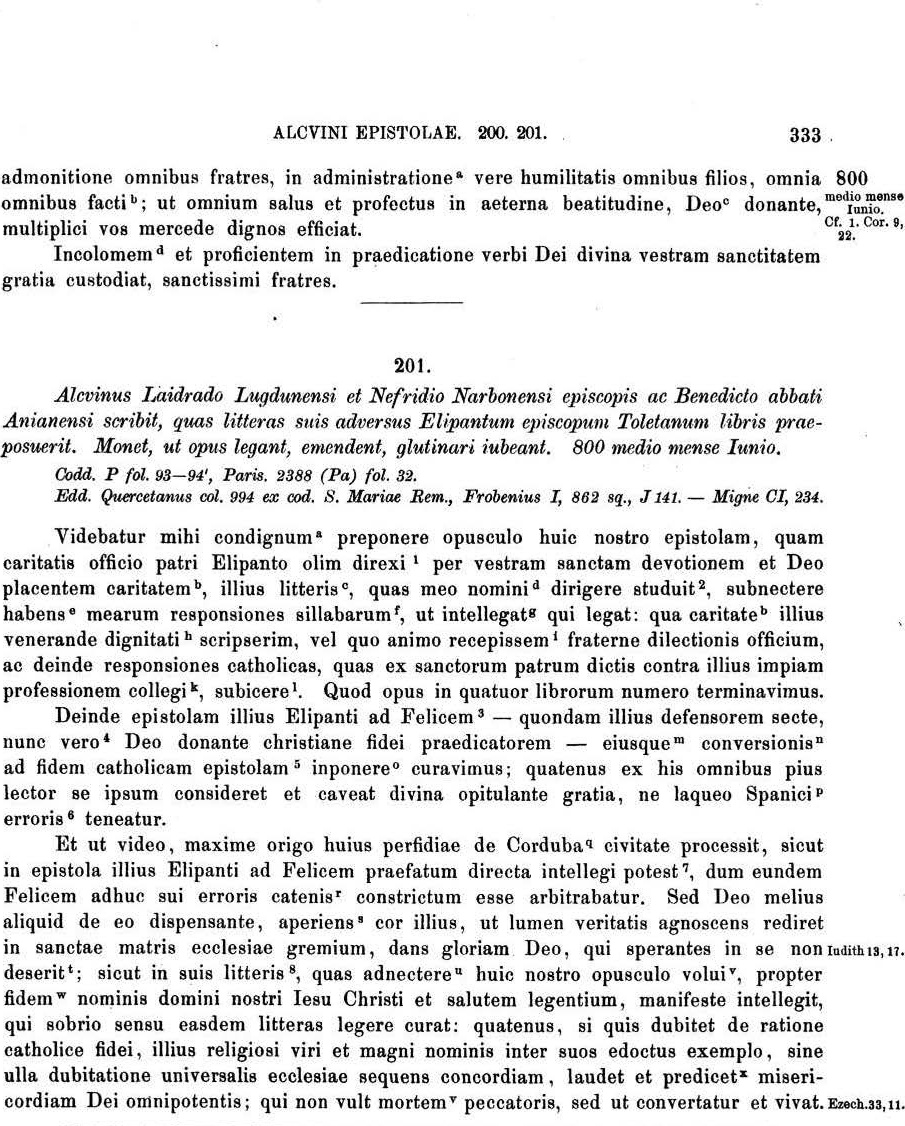 ALCVINI EPISTOLAE. 200. 201. 333
admonitione omnibus fratres, in administratione a vere humilitatis omnibus filios, omnia 800
omnibus facti b; ut omnium salus et profectus in aeterna beatitudine, Deo c donante, medio mense Iunio.
multiplici vos mercede dignos efficiat. Cf. 1. Cor. 9, 22.
Incolomem d et proficientem in praedicatione verbi Dei divina vestram sanctitatem
gratia custodiat, sanctissimi fratres.
201.
Alcvinus Laidrado Lugdunensi et Nefridio Narbonensi episcopis ac Benedicto abbati
Anianensi scribit, quas litteras suis adversus Elipantum episcopum Toletanum libris prae-
posuerit. Monet, ut opus legant, emendent, glutinari iubeant. 800 medio mense Iunio.
Codd. P fol. 93—94', Paris. 2388 (Pa) fol. 32.
Edd. Quercetanus col. 994 ex cod. S. Mariae Rem., Frobenius I, 862 sq., J 141. — Migne CI, 234.
Videbatur mihi condignum a preponere opusculo huic nostro epistolam, quam
caritatis officio patri Elipanto olim direxi 1 per vestram sanctam devotionem et Deo
placentem caritatem b, illius litteris c, quas meo nomini d dirigere studuit 2, subnectere
habens e mearum responsiones sillabarum f, ut intellegat g qui legat: qua caritate b illius
venerande dignitati h scripserim, vel quo animo recepissem i fraterne dilectionis officium,
ac deinde responsiones catholicas, quas ex sanctorum patrum dictis contra illius impiam
professionem collegi k, subicere l. Quod opus in quatuor librorum numero terminavimus.
Deinde epistolam illius Elipanti ad Felicem 3 — quondam illius defensorem secte,
nunc vero 4 Deo donante christiane fidei praedicatorem — eiusque m conversionis n
ad fidem catholicam epistolam 5 inponere o curavimus; quatenus ex his omnibus pius
lector se ipsum consideret et caveat divina opitulante gratia, ne laqueo Spanici p
erroris 6 teneatur.
Et ut video, maxime origo huius perfidiae de Corduba q civitate processit, sicut
in epistola illius Elipanti ad Felicem praefatum directa intellegi potest 7, dum eundem
Felicem adhuc sui erroris catenis r constrictum esse arbitrabatur. Sed Deo melius
aliquid de eo dispensante, aperiens s cor illius, ut lumen veritatis agnoscens rediret
in sanctae matris ecclesiae gremium, dans gloriam Deo, qui sperantes in se non Iudith 13, 17.
deserit t; sicut in suis litteris 8, quas adnectere u huic nostro opusculo volui v, propter
fidem w nominis domini nostri Iesu Christi et salutem legentium, manifeste intellegit,
qui sobrio sensu easdem litteras legere curat: quatenus, si quis dubitet de ratione
catholice fidei, illius religiosi viri et magni nominis inter suos edoctus exemplo, sine
ulla dubitatione universalis ecclesiae sequens concordiam, laudet et predicet x miseri-
cordiam Dei omnipotentis; qui non vult mortem y peccatoris, sed ut convertatur et vivat. Ezech. 33, 11.